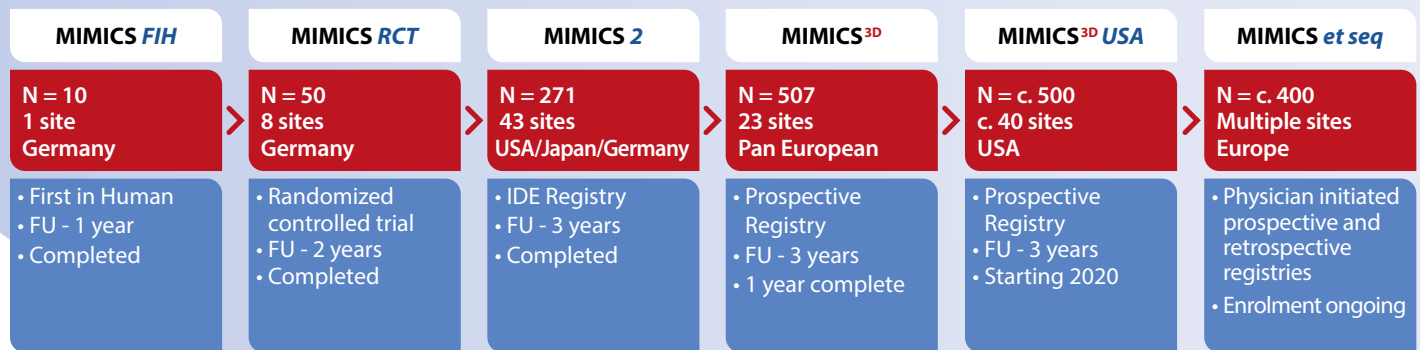 MIMICS FIH
N = 10
1 site
Germany
• First in Human
• FU - 1 year
• Completed
MIMICS RCT
N = 50
8 sites
Germany
• Randomized
controlled trial
• FU - 2 years
• Completed
MIMICS 2
N = 271
43 sites
USA/Japan/Germany
• IDE Registry
• FU - 3 years
• Completed
MIMICS3D
N = 507
23 sites
Pan European
• Prospective
Registry
• FU - 3 years
• 1 year complete
MIMICS3D USA
N = c. 500
c. 40 sites
USA
• Prospective
Registry
• FU - 3 years
• Starting 2020
MIMICS et seq
N = c. 400
Multiple sites
Europe
• Physician initiated
prospective and
retrospective
registries
• Enrolment ongoing